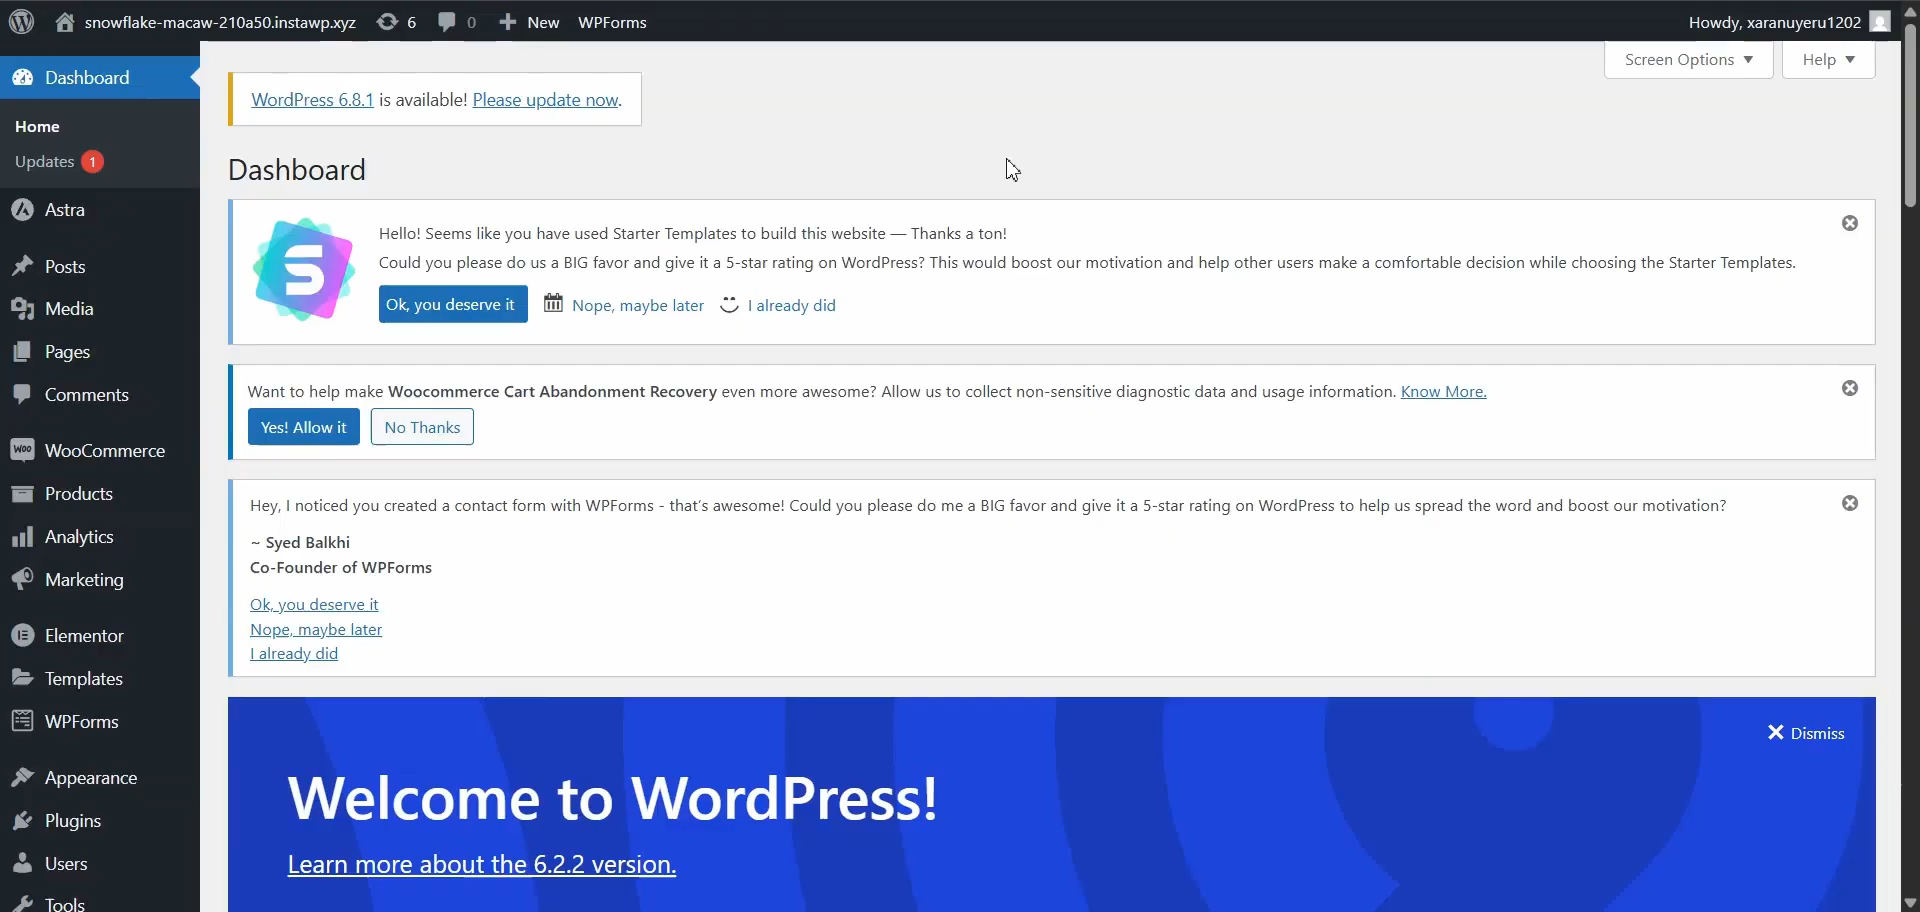 snowflake-macaw-210a50.instawp.xyz 6 0 New WPForms Howdy, xaranuyeru1202
Screen Options Help
Dashboard
Home
Updates 1
Astra
Posts
Media
Pages
Comments
WooCommerce
Products
Analytics
Marketing
Elementor
Templates
WPForms
Appearance
Plugins
Users
Tools
WordPress 6.8.1 is available! Please update now.
Dashboard
Hello! Seems like you have used Starter Templates to build this website — Thanks a ton!
Could you please do us a BIG favor and give it a 5-star rating on WordPress? This would boost our motivation and help other users make a comfortable decision while choosing the Starter Templates.
Ok, you deserve it Nope, maybe later I already did
Want to help make Woocommerce Cart Abandonment Recovery even more awesome? Allow us to collect non-sensitive diagnostic data and usage information. Know More.
Yes! Allow it No Thanks
Hey, I noticed you created a contact form with WPForms - that's awesome! Could you please do me a BIG favor and give it a 5-star rating on WordPress to help us spread the word and boost our motivation?
~ Syed Balkhi
Co-Founder of WPForms
Ok, you deserve it
Nope, maybe later
I already did
Dismiss
Welcome to WordPress!
Learn more about the 6.2.2 version.